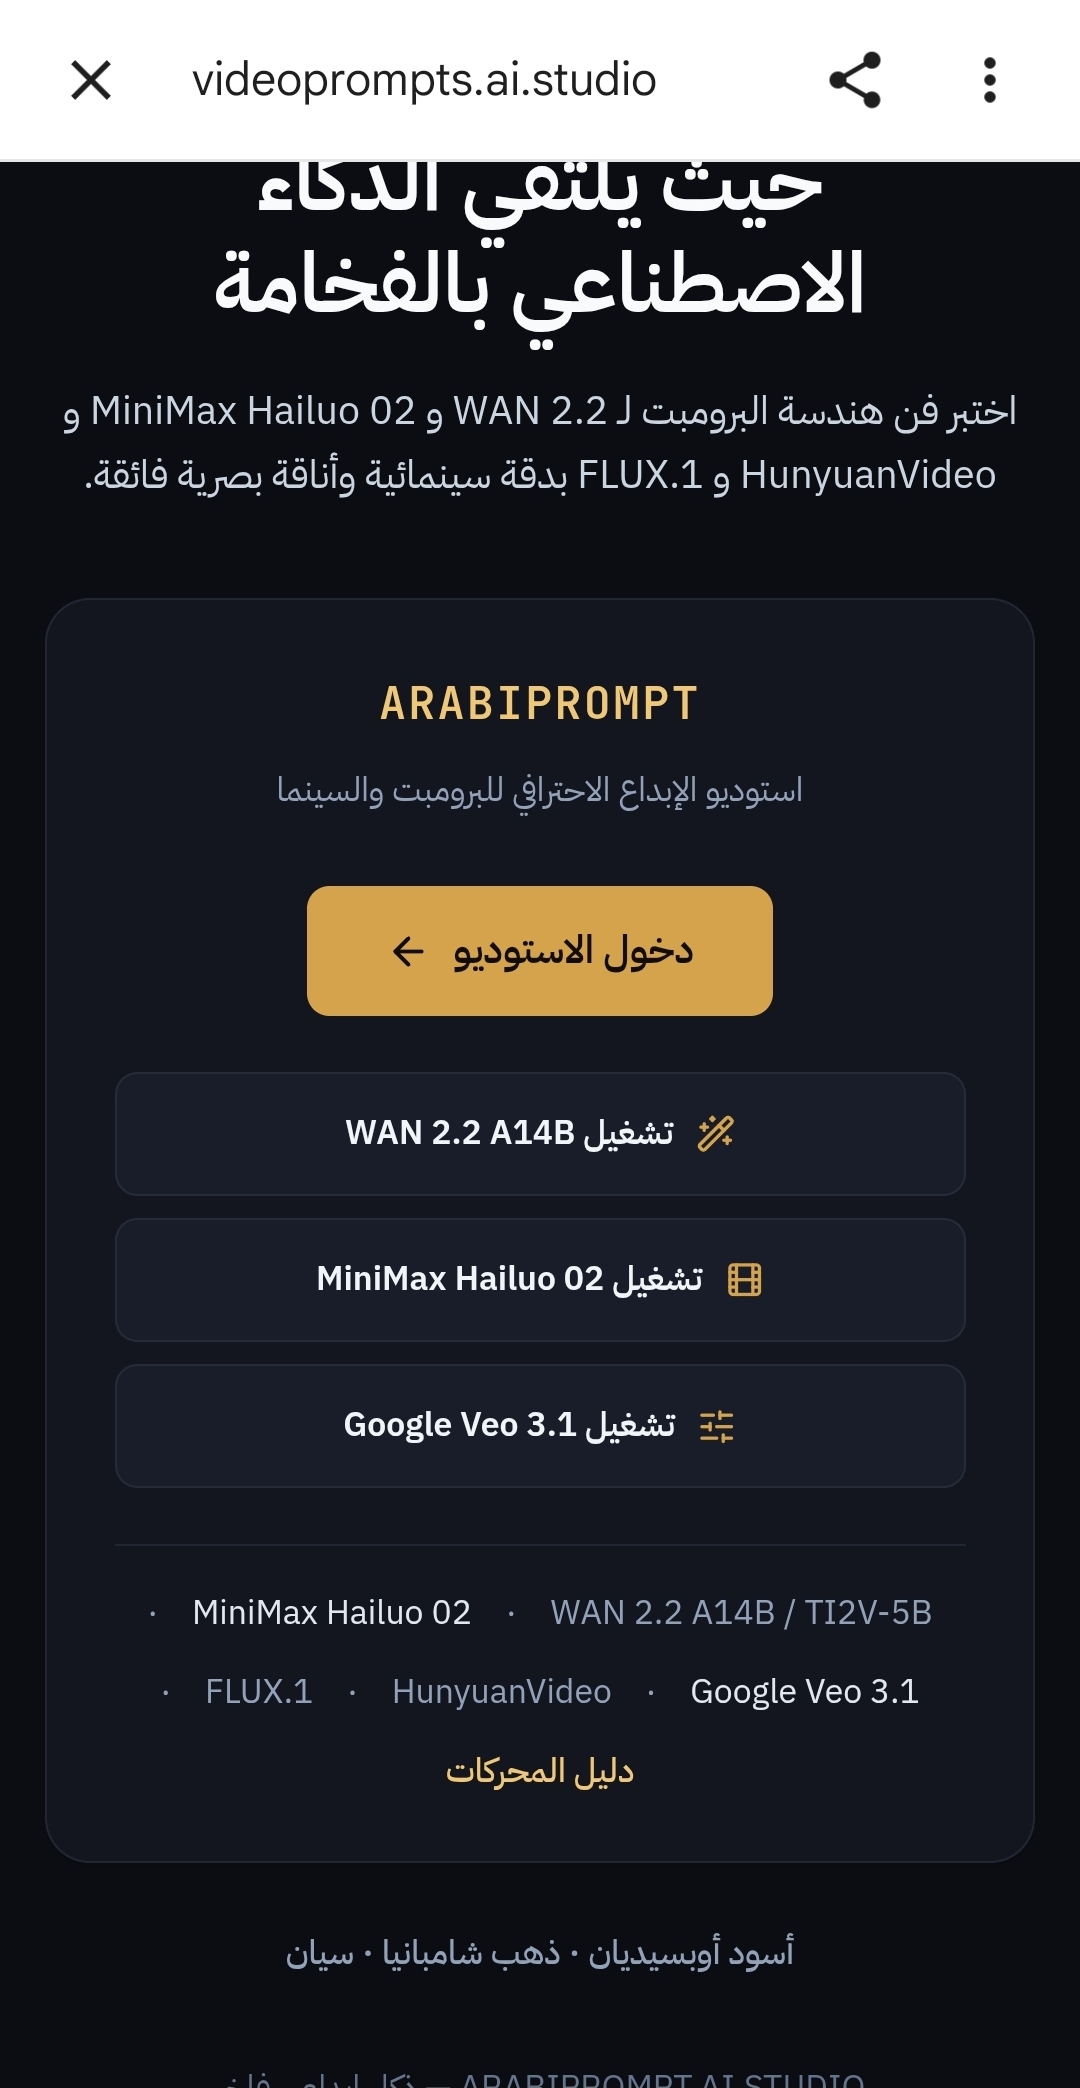 videoprompts.ai.studio
حيث يلتقي الذكاء
الاصطناعي بالفخامة
اختبر فن هندسة البرومبت لـ WAN 2.2 و MiniMax Hailuo 02 و
HunyuanVideo و FLUX.1 بدقة سينمائية وأناقة بصرية فائقة.
ARABIPROMPT
استوديو الإبداع الاحترافي للبرومبت والسينما
دخول الاستوديو ←
تشغيل WAN 2.2 A14B
تشغيل MiniMax Hailuo 02
تشغيل Google Veo 3.1
WAN 2.2 A14B / TI2V-5B · MiniMax Hailuo 02 ·
Google Veo 3.1 · HunyuanVideo · FLUX.1 ·
دليل المحركات
أسود أوبسيديان · ذهب شامبانيا · سيان
ARABIPROMPT AI STUDIO —